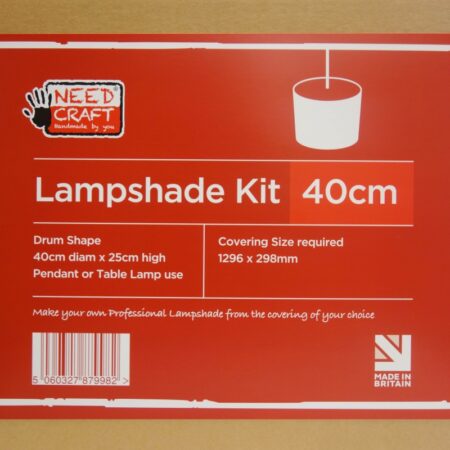 NEED
CRAFT
handmade by you
Lampshade Kit 40cm
Drum Shape
40cm diam x 25cm high
Pendant or Table Lamp use
Covering Size required
1296 x 298mm
Make your own Professional Lampshade from the covering of your choice
5 060327 879982 >
MADE IN
BRITAIN